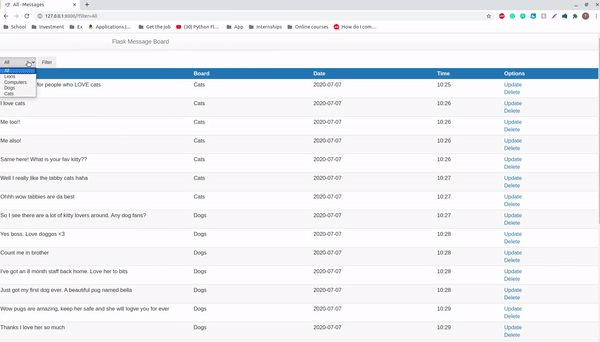 All - Messages
127.0.0.1:8000/?filter=All
School Investment Ex Applications (... Get the job (30) Python Fl... App Internships Online courses How do I com...
Flask Message Board
All Filter
All
Lions
Computers
Dogs
Cats
Board Date Time Options
for people who LOVE cats Cats 2020-07-07 10:25 Update
Delete
I love cats Cats 2020-07-07 10:26 Update
Delete
Me too!! Cats 2020-07-07 10:26 Update
Delete
Me also! Cats 2020-07-07 10:26 Update
Delete
Same here! What is your fav kitty?? Cats 2020-07-07 10:26 Update
Delete
Well I really like the tabby cats haha Cats 2020-07-07 10:27 Update
Delete
Ohhh wow tabbies are da best Cats 2020-07-07 10:27 Update
Delete
So I see there are a lot of kitty lovers around. Any dog fans? Dogs 2020-07-07 10:27 Update
Delete
Yes boss. Love doggos <3 Dogs 2020-07-07 10:28 Update
Delete
Count me in brother Dogs 2020-07-07 10:28 Update
Delete
I've got an 8 month staff back home. Love her to bits Dogs 2020-07-07 10:28 Update
Delete
Just got my first dog ever. A beautiful pug named bella Dogs 2020-07-07 10:28 Update
Delete
Wow pugs are amazing, keep her safe and she will logve you for ever Dogs 2020-07-07 10:29 Update
Delete
Thanks I love her so much Dogs 2020-07-07 10:29 Update
Delete